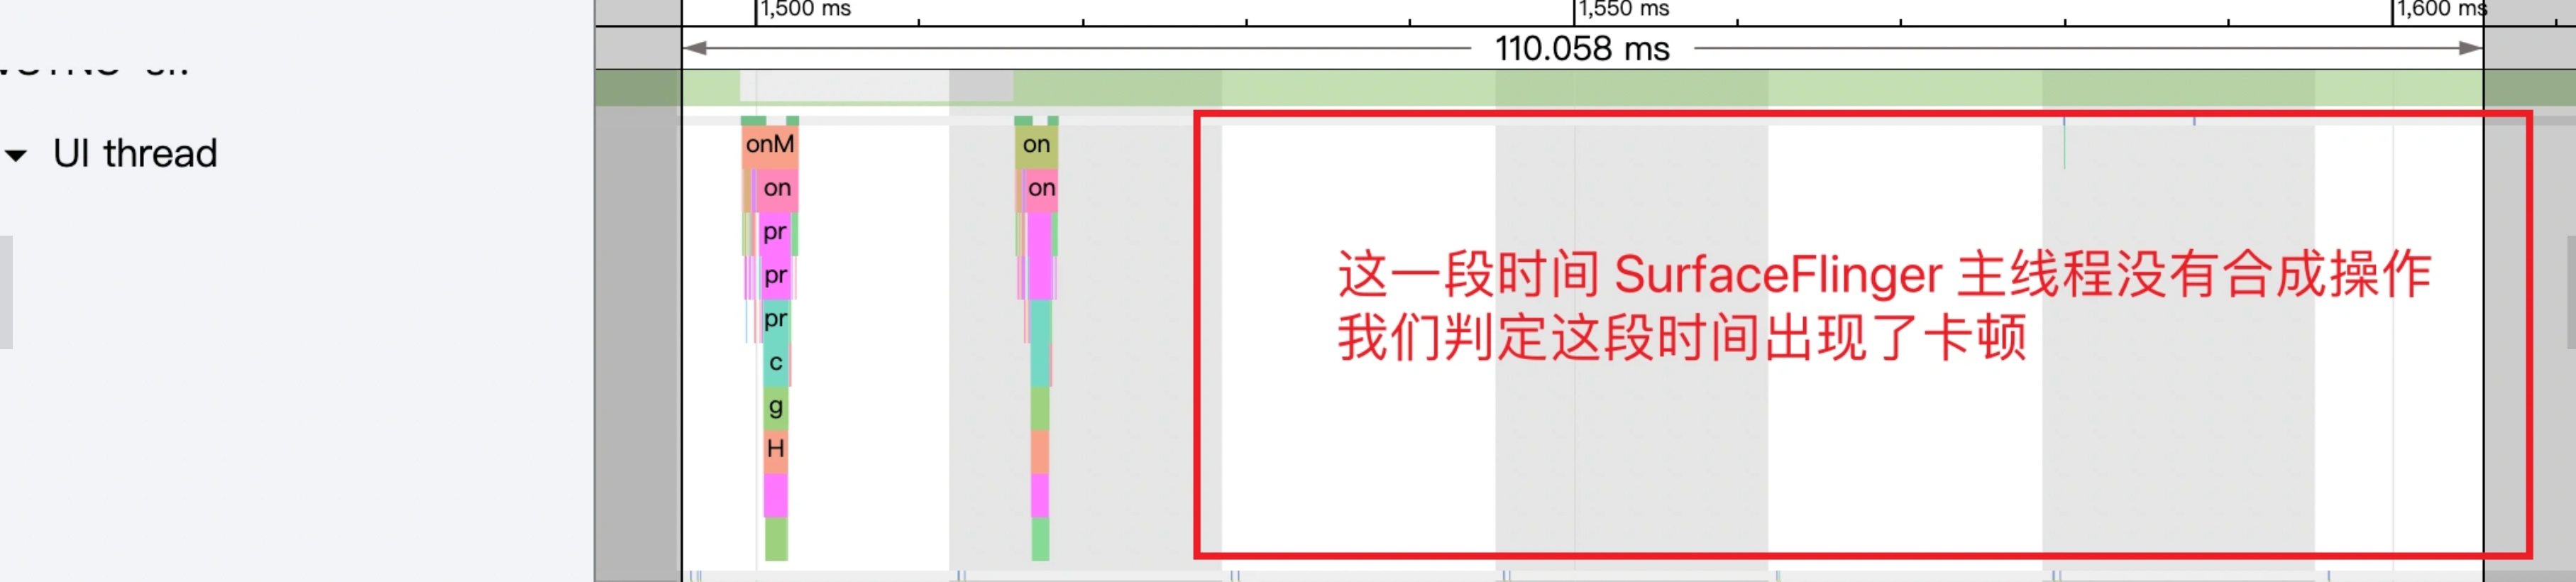 1,500 ms
1,550 ms
1,600 ms
110.058 ms
UI thread
onM
on
on
on
pr
pr
pr
c
g
H
这一段时间 SurfaceFlinger 主线程没有合成操作
我们判定这段时间出现了卡顿